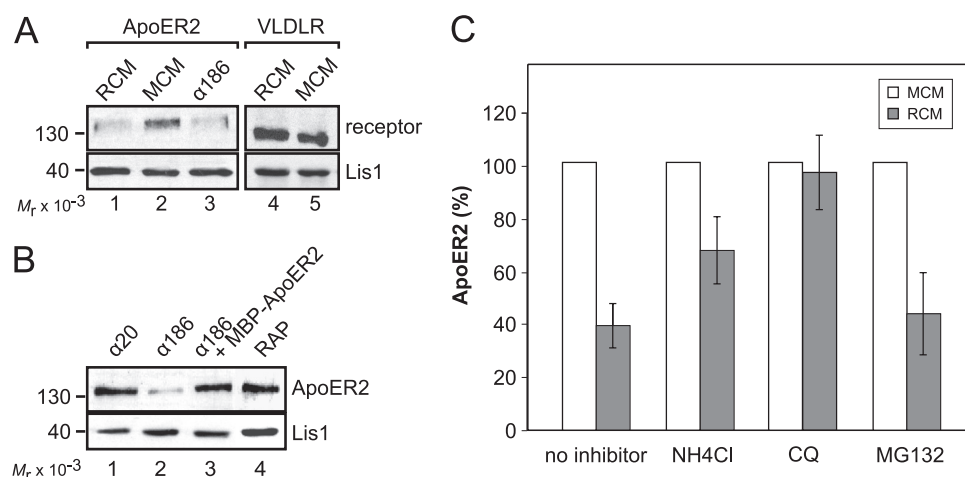 A
ApoER2 VLDLR
RCM MCM α186 RCM MCM
130 receptor
40 Lis1
Mr x 10-3 1 2 3 4 5
B
α20 α186 α186 + MBP-ApoER2 RAP
130 ApoER2
40 Lis1
Mr x 10-3 1 2 3 4
C
MCM
RCM
120
100
80
60
40
20
0
ApoER2 (%)
no inhibitor NH4Cl CQ MG132